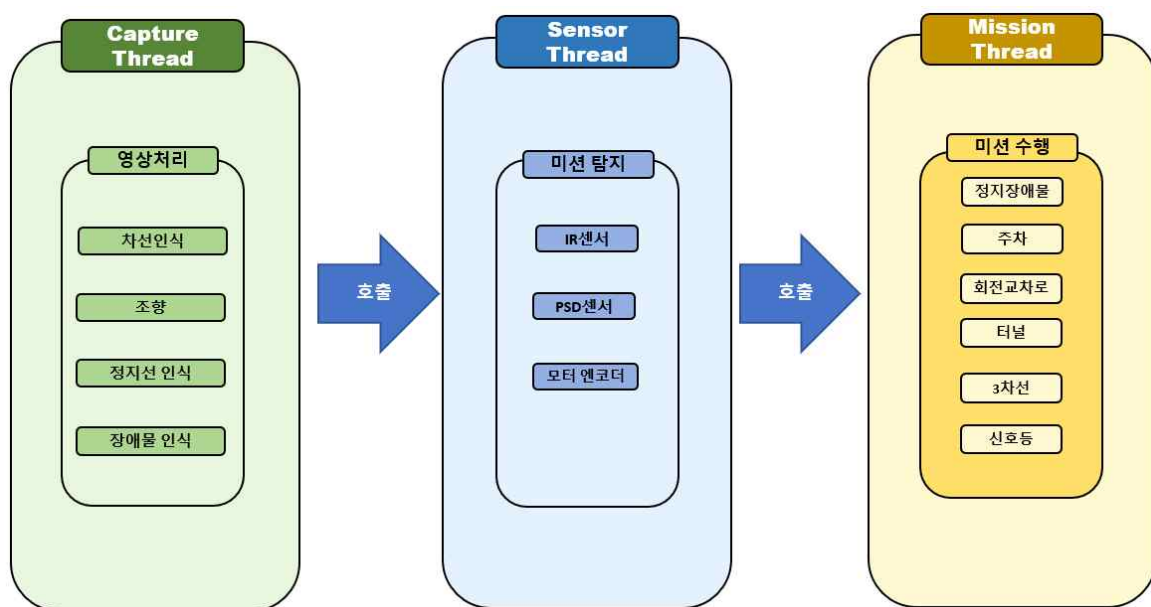 Capture
Thread
영상처리
차선인식
조향
정지선 인식
장애물 인식
호출
Sensor
Thread
미션 탐지
IR센서
PSD센서
모터 엔코더
호출
Mission
Thread
미션 수행
정지장애물
주차
회전교차로
터널
3차선
신호등